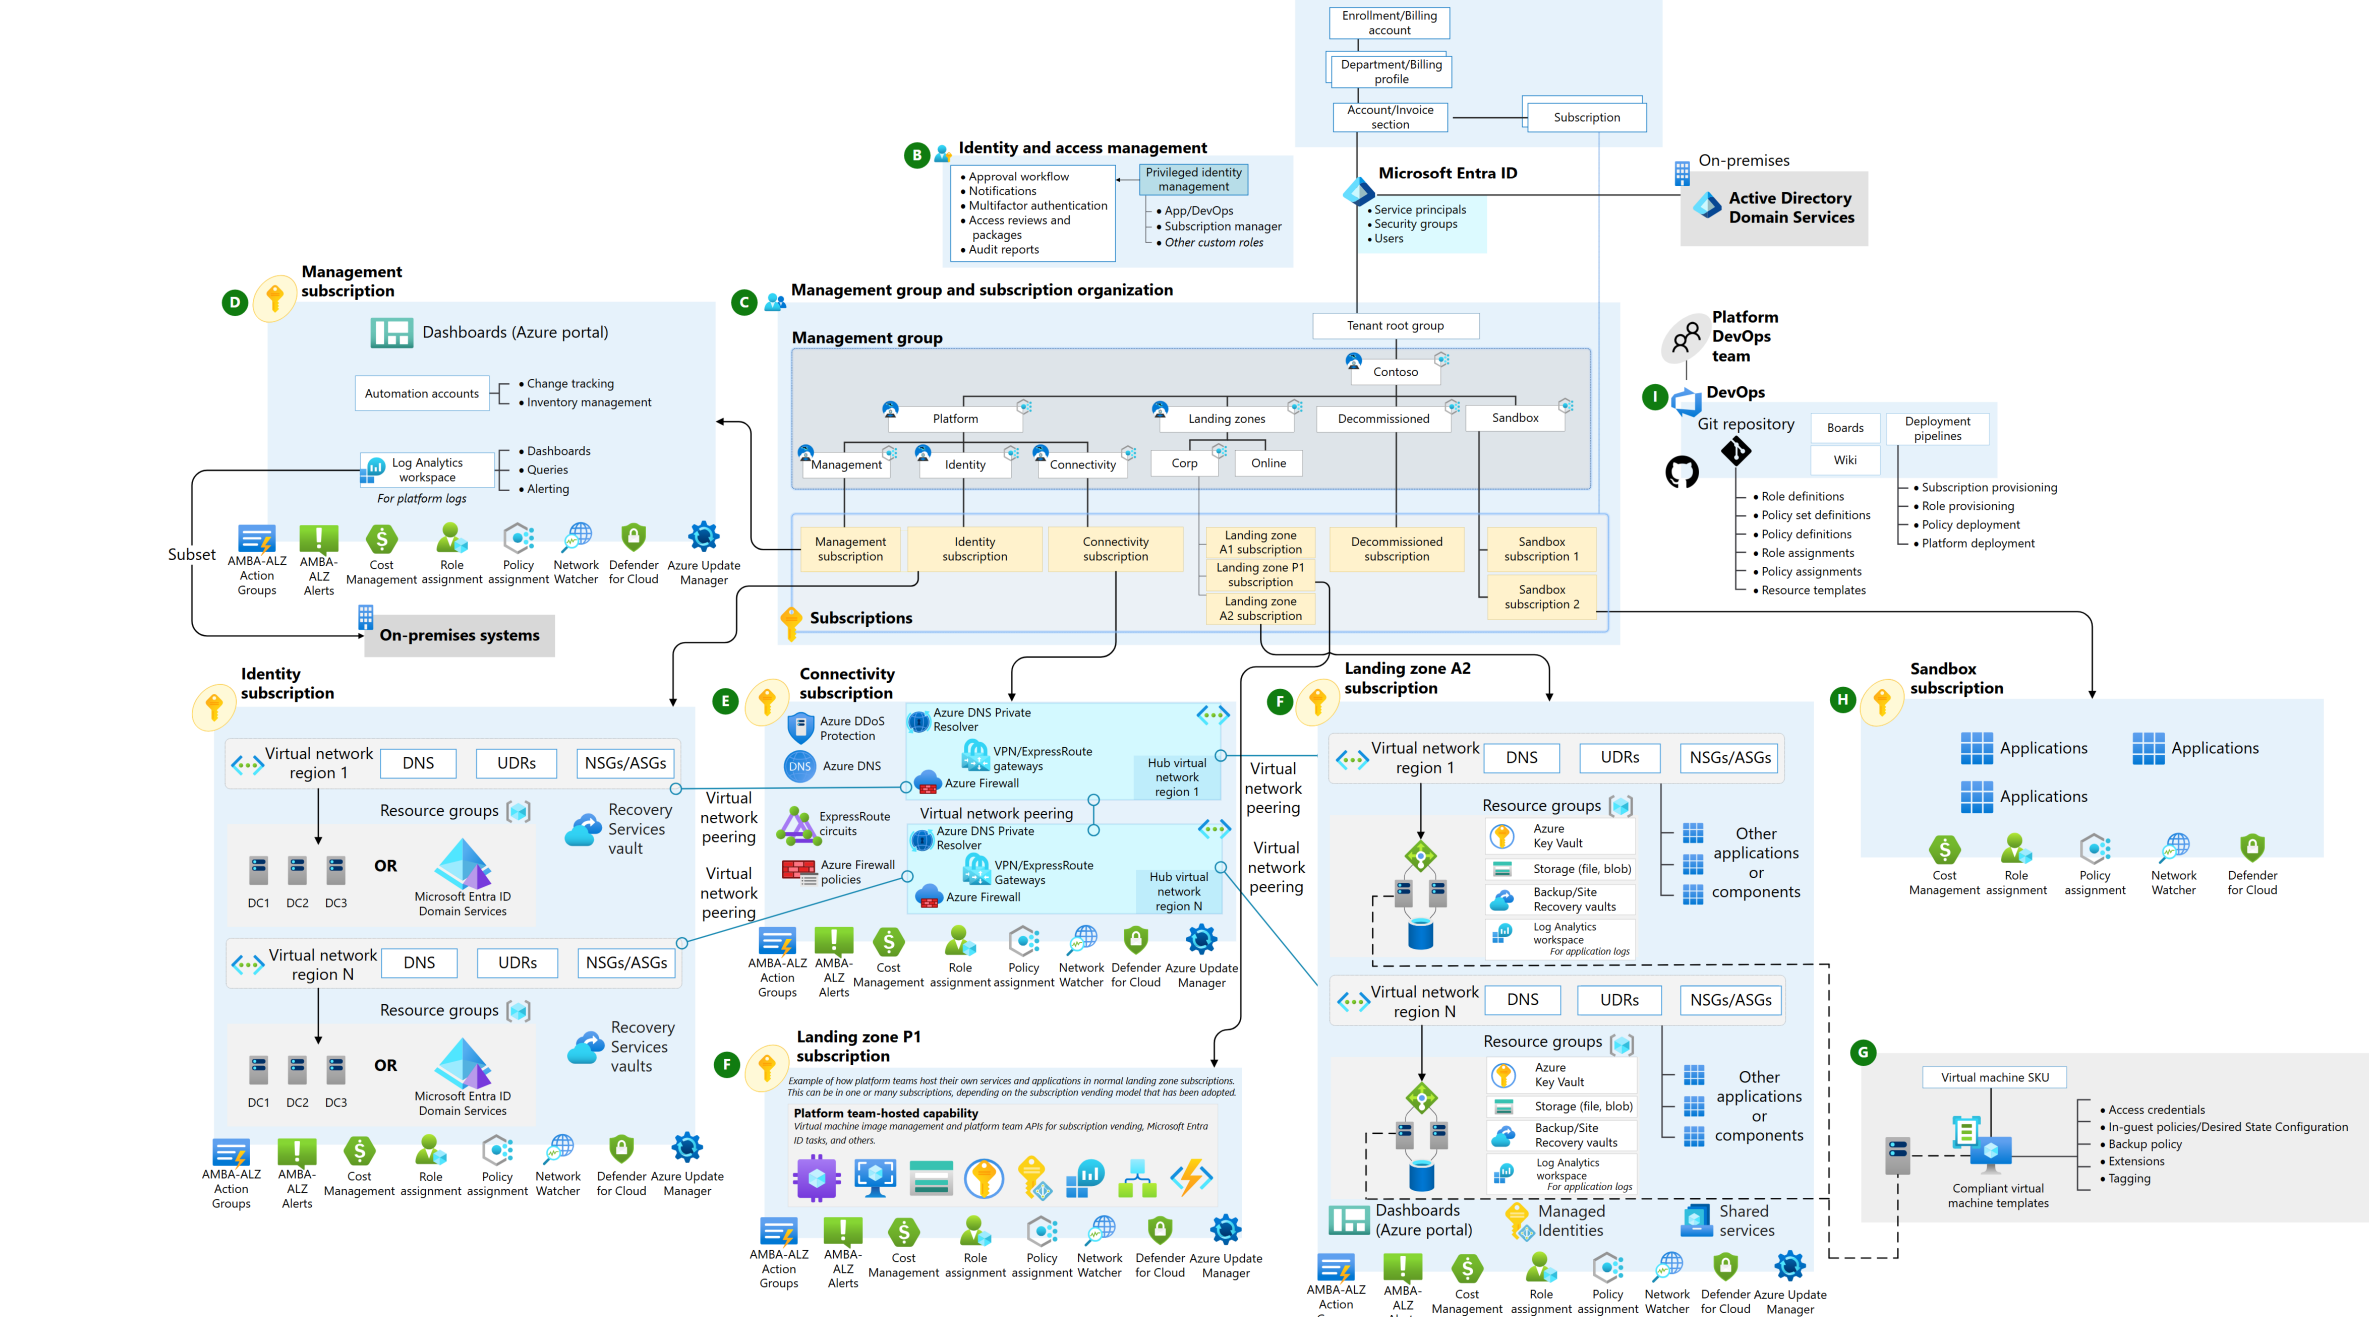 Enrollment/Billing
account
Department/Billing
profile
Account/Invoice
section
Subscription
B
Identity and access management
• Approval workflow
• Notifications
• Multifactor authentication
• Access reviews and
packages
• Audit reports
Privileged identity
management
• App/DevOps
• Subscription manager
• Other custom roles
Microsoft Entra ID
• Service principals
• Security groups
• Users
On-premises
Active Directory
Domain Services
D
Management
subscription
Dashboards (Azure portal)
Automation accounts
• Change tracking
• Inventory management
Log Analytics
workspace
For platform logs
• Dashboards
• Queries
• Alerting
Subset
AMBA-ALZ
Action
Groups
AMBA-
ALZ
Alerts
Cost
Management
Role
assignment
Policy
assignment
Network
Watcher
Defender
for Cloud
Azure Update
Manager
On-premises systems
C
Management group and subscription organization
Management group
Tenant root group
Contoso
Platform
Landing zones
Decommissioned
Sandbox
Management
Identity
Connectivity
Corp
Online
Management
subscription
Identity
subscription
Connectivity
subscription
Landing zone
A1 subscription
Landing zone P1
subscription
Landing zone
A2 subscription
Decommissioned
subscription
Sandbox
subscription 1
Sandbox
subscription 2
Subscriptions
Platform
DevOps
team
I
DevOps
Git repository
Boards
Wiki
Deployment
pipelines
• Role definitions
• Policy set definitions
• Policy definitions
• Role assignments
• Policy assignments
• Resource templates
• Subscription provisioning
• Role provisioning
• Policy deployment
• Platform deployment
Identity
subscription
Virtual network
region 1
DNS
UDRs
NSGs/ASGs
Resource groups
Recovery
Services
vault
DC1
DC2
DC3
OR
Microsoft Entra ID
Domain Services
Virtual network
region N
DNS
UDRs
NSGs/ASGs
Resource groups
Recovery
Services
vaults
DC1
DC2
DC3
OR
Microsoft Entra ID
Domain Services
AMBA-ALZ
Action
Groups
AMBA-
ALZ
Alerts
Cost
Management
Role
assignment
Policy
assignment
Network
Watcher
Defender
for Cloud
Azure Update
Manager
Virtual
network
peering
Virtual
network
peering
E
Connectivity
subscription
Azure DDoS
Protection
DNS
Azure DNS
ExpressRoute
circuits
Azure Firewall
policies
Azure DNS Private
Resolver
VPN/ExpressRoute
gateways
Azure Firewall
Hub virtual
network
region 1
Virtual network peering
Azure DNS Private
Resolver
VPN/ExpressRoute
Gateways
Azure Firewall
Hub virtual
network
region N
AMBA-ALZ
Action
Groups
AMBA-
ALZ
Alerts
Cost
Management
Role
assignment
Policy
assignment
Network
Watcher
Defender
for Cloud
Azure Update
Manager
Virtual
network
peering
Virtual
network
peering
F
Landing zone P1
subscription
Example of how platform teams host their own services and applications in normal landing zone subscriptions.
This can be in one or many subscriptions, depending on the subscription vending model that has been adopted.
Platform team-hosted capability
Virtual machine image management and platform team APIs for subscription vending, Microsoft Entra
ID tasks, and others.
AMBA-ALZ
Action
Groups
AMBA-
ALZ
Alerts
Cost
Management
Role
assignment
Policy
assignment
Network
Watcher
Defender
for Cloud
Azure Update
Manager
F
Landing zone A2
subscription
Virtual network
region 1
DNS
UDRs
NSGs/ASGs
Resource groups
Azure
Key Vault
Storage (file, blob)
Backup/Site
Recovery vaults
Log Analytics
workspace
For application logs
Other
applications
or
components
Virtual network
region N
DNS
UDRs
NSGs/ASGs
Resource groups
Azure
Key Vault
Storage (file, blob)
Backup/Site
Recovery vaults
Log Analytics
workspace
For application logs
Other
applications
or
components
Dashboards
(Azure portal)
Managed
Identities
Shared
services
AMBA-ALZ
Action
AMBA-
ALZ
Cost
Management
Role
assignment
Policy
assignment
Network
Watcher
Defender
for Cloud
Azure Update
Manager
H
Sandbox
subscription
Applications
Applications
Applications
Cost
Management
Role
assignment
Policy
assignment
Network
Watcher
Defender
for Cloud
G
Virtual machine SKU
Compliant virtual
machine templates
• Access credentials
• In-guest policies/Desired State Configuration
• Backup policy
• Extensions
• Tagging